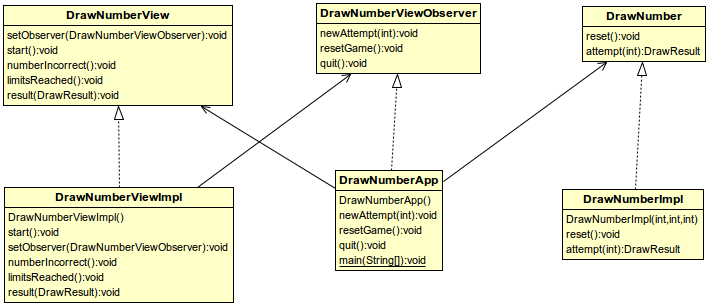 DrawNumberView
setObserver(DrawNumberViewObserver):void
start():void
numberIncorrect():void
limitsReached():void
result(DrawResult):void
DrawNumberViewObserver
newAttempt(int):void
resetGame():void
quit():void
DrawNumber
reset():void
attempt(int):DrawResult
DrawNumberViewImpl
DrawNumberViewImpl()
start():void
setObserver(DrawNumberViewObserver):void
numberIncorrect():void
limitsReached():void
result(DrawResult):void
DrawNumberApp
DrawNumberApp()
newAttempt(int):void
resetGame():void
quit():void
main(String[]):void
DrawNumberImpl
DrawNumberImpl(int,int,int)
reset():void
attempt(int):DrawResult